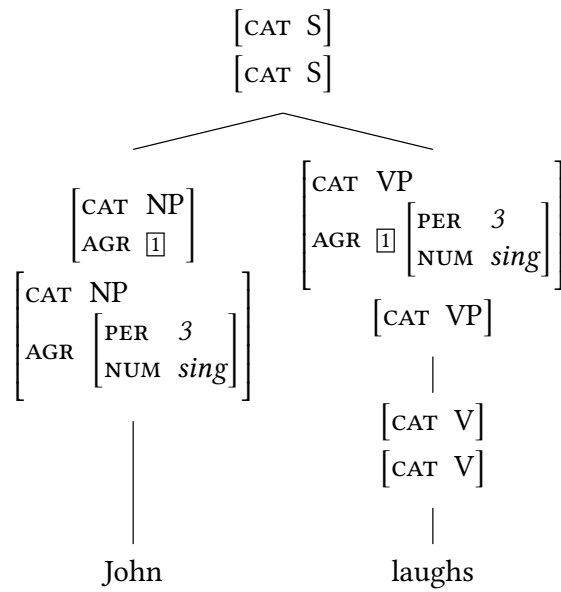 [CAT S]
[CAT S]
[CAT NP
AGR 1]
[CAT VP
AGR 1 [PER 3
NUM sing]]
[CAT NP
AGR [PER 3
NUM sing]]
[CAT VP]
[CAT V]
[CAT V]
John laughs